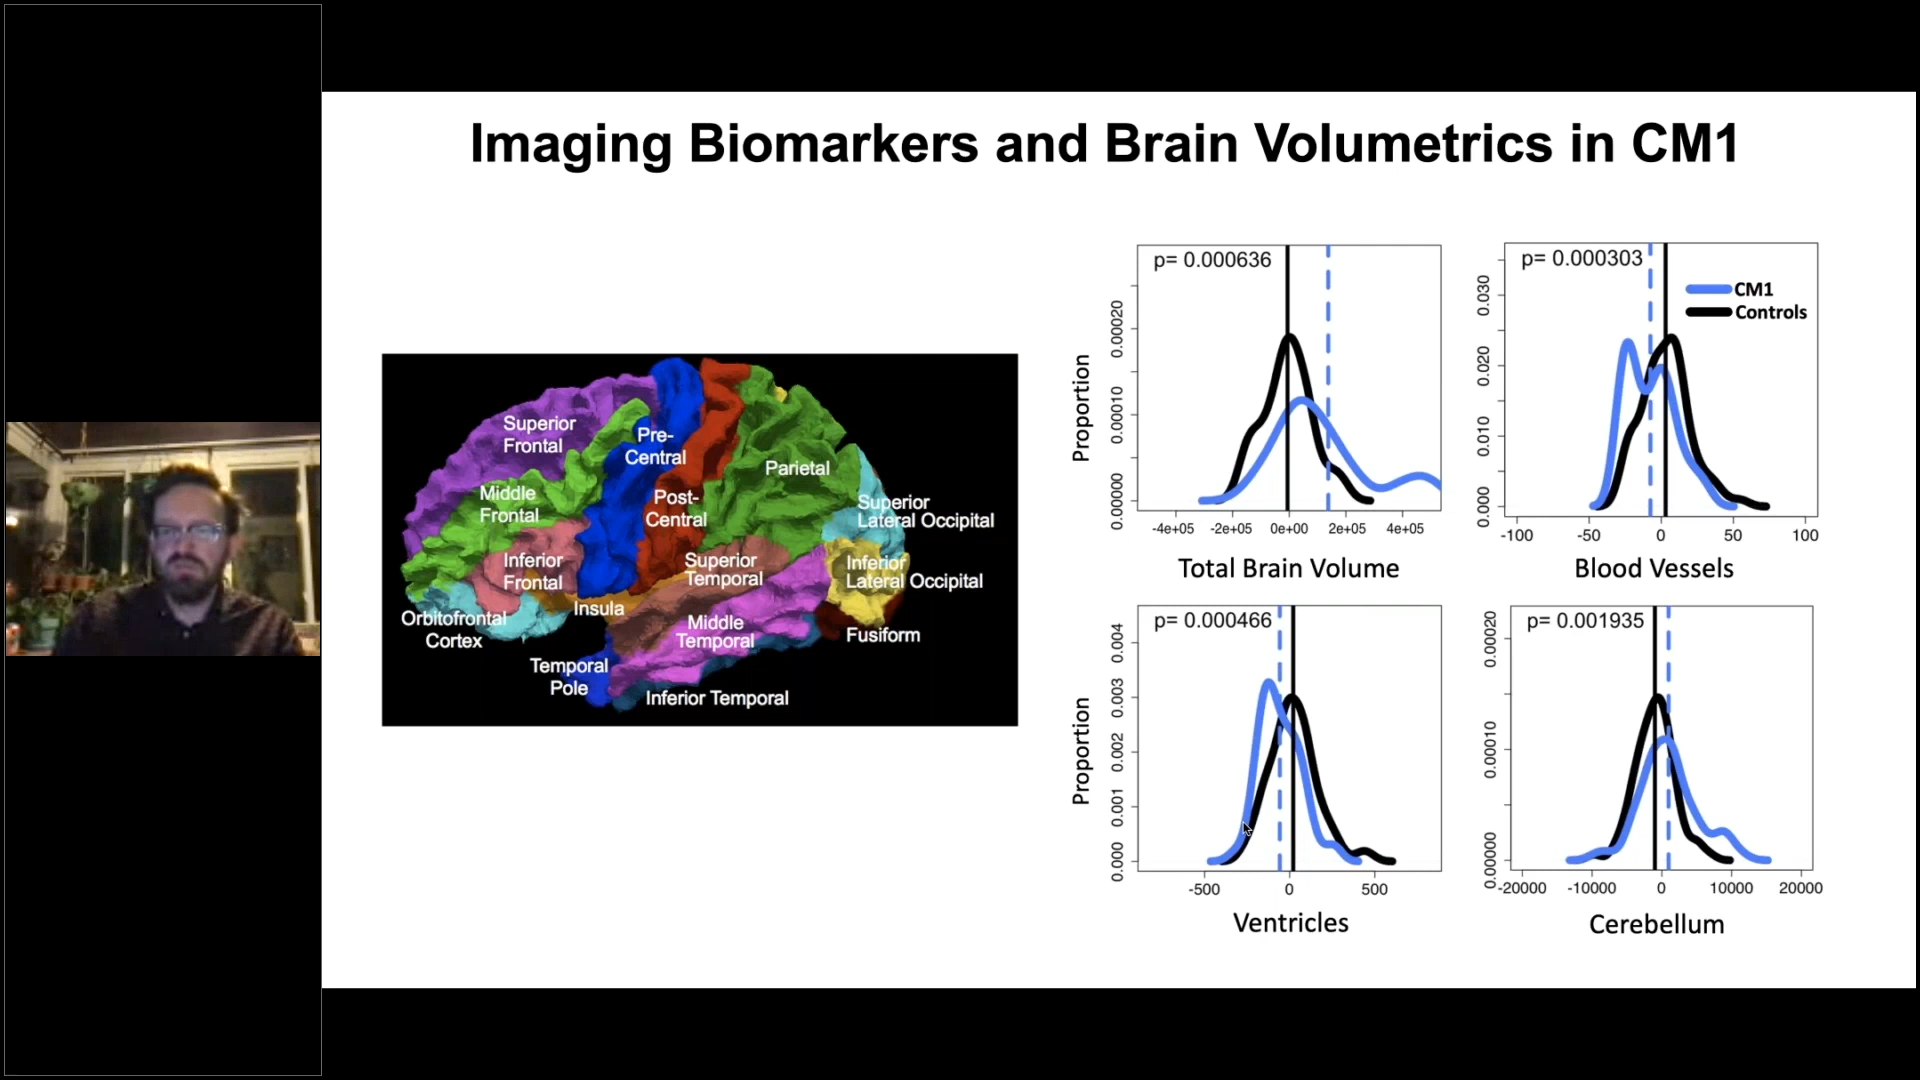 Imaging Biomarkers and Brain Volumetrics in CM1
Superior
Frontal
Pre-
Central
Parietal
Middle
Frontal
Post-
Central
Superior
Lateral Occipital
Inferior
Frontal
Superior
Temporal
Inferior
Lateral Occipital
Insula
Orbitofrontal
Cortex
Middle
Temporal
Fusiform
Temporal
Pole
Inferior Temporal
p= 0.000636
Proportion
0.00000 0.00010 0.00020
-4e+05 -2e+05 0e+00 2e+05 4e+05
Total Brain Volume
p= 0.000303
CM1
Controls
0.000 0.010 0.020 0.030
-100 -50 0 50 100
Blood Vessels
p= 0.000466
Proportion
0.000 0.001 0.002 0.003 0.004
-500 0 500
Ventricles
p= 0.001935
0.00000 0.00010 0.00020
-20000 -10000 0 10000 20000
Cerebellum